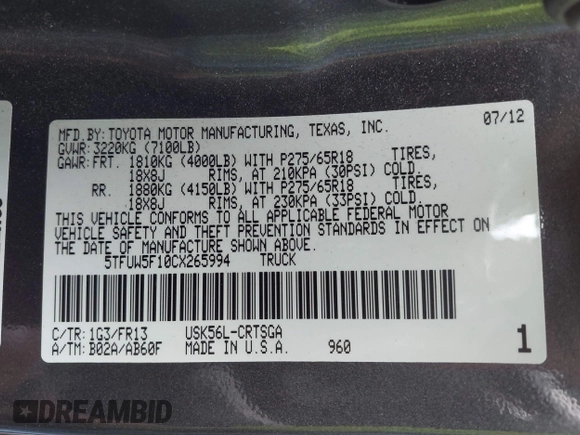 07/12
MFD.BY:TOYOTA MOTOR MANUFACTURING, TEXAS, INC.
GVWR:3220KG (7100LB)
GAWR:FRT. 1810KG (4000LB) WITH P275/65R18 TIRES,
18X8J RIMS, AT 210KPA (30PSI) COLD.
RR. 1880KG (4150LB) WITH P275/65R18 TIRES,
18X8J RIMS, AT 230KPA (33PSI) COLD.
THIS VEHICLE CONFORMS TO ALL APPLICABLE FEDERAL MOTOR
VEHICLE SAFETY AND THEFT PREVENTION STANDARDS IN EFFECT ON
THE DATE OF MANUFACTURE SHOWN ABOVE.
5TFUW5F10CX265994 TRUCK
C/TR:1G3/FR13 USK56L-CRTSGA
A/TM:B02A/AB60F MADE IN U.S.A. 960 1
DREAMBID